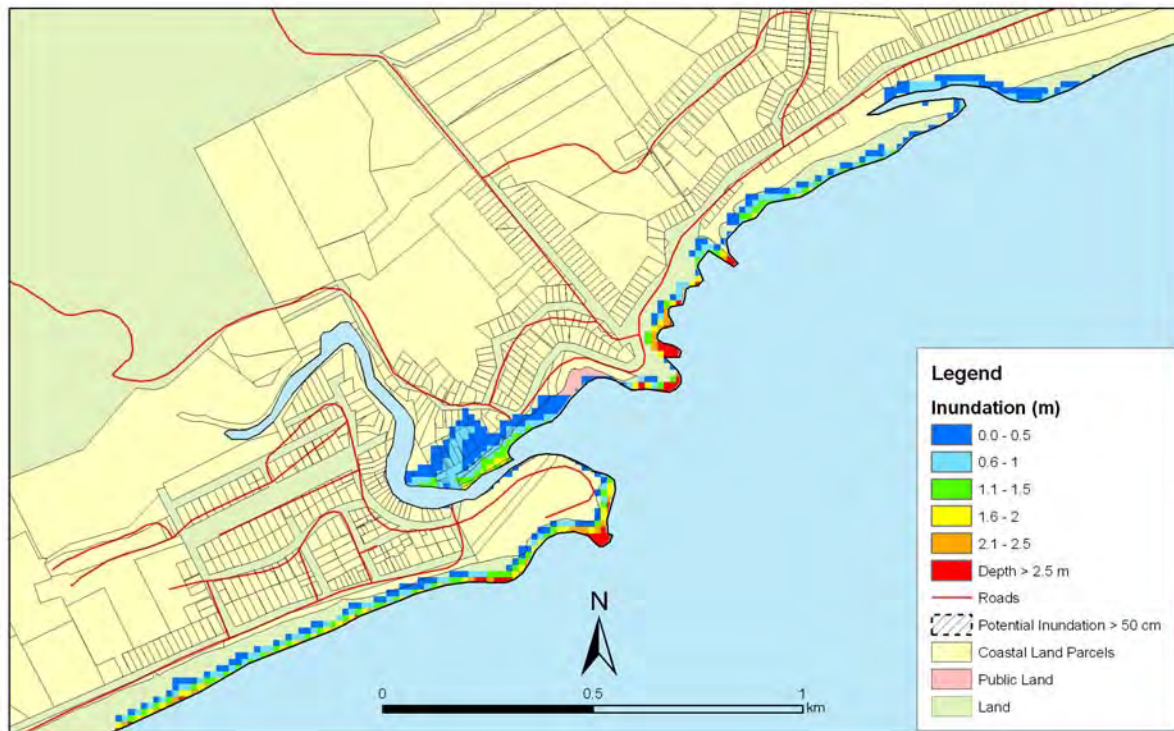 Legend
Inundation (m)
0.0 - 0.5
0.6 - 1
1.1 - 1.5
1.6 - 2
2.1 - 2.5
Depth > 2.5 m
Roads
Potential Inundation > 50 cm
Coastal Land Parcels
Public Land
Land
N
0 0.5 1
km